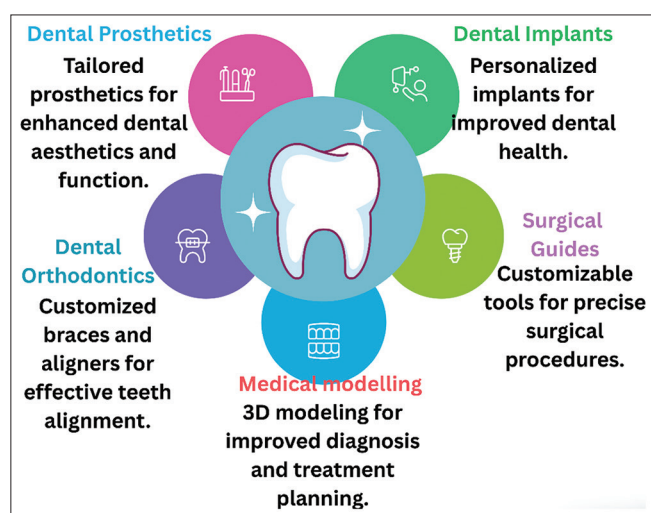 Dental Prosthetics
Tailored
prosthetics for
enhanced dental
aesthetics and
function.
Dental Implants
Personalized
implants for
improved dental
health.
Dental
Orthodontics
Customized
braces and
aligners for
effective teeth
alignment.
Surgical
Guides
Customizable
tools for precise
surgical
procedures.
Medical modelling
3D modeling for
improved diagnosis
and treatment
planning.